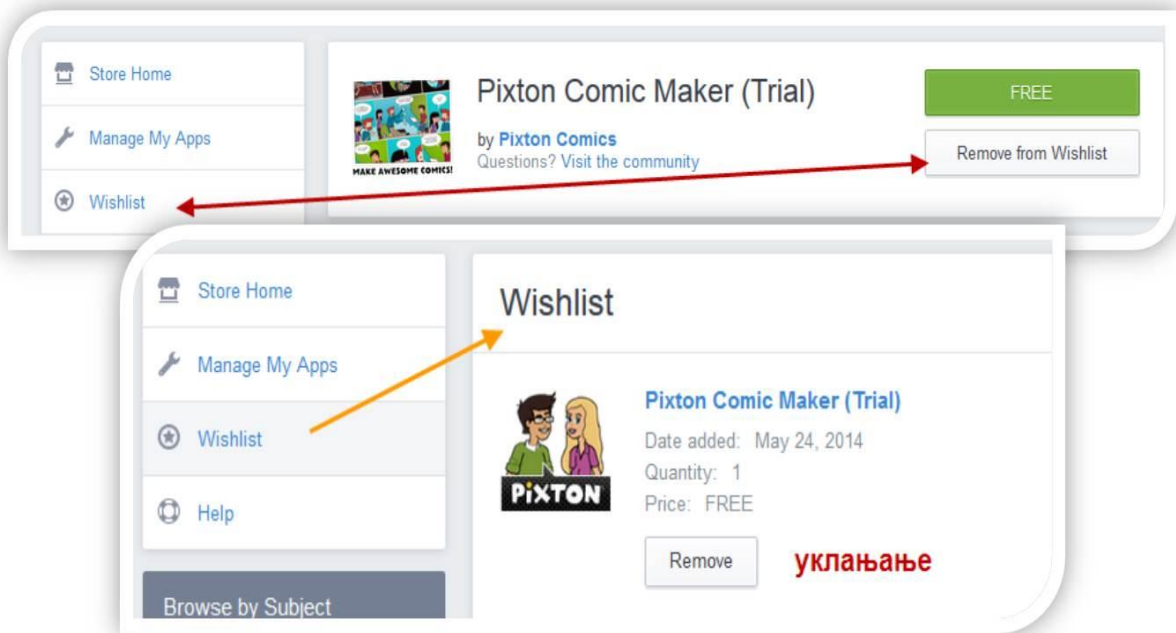 Store Home
Manage My Apps
Wishlist
MAKE AWESOME COMICS!
Pixton Comic Maker (Trial)
by Pixton Comics
Questions? Visit the community
FREE
Remove from Wishlist
Store Home
Manage My Apps
Wishlist
Help
Browse by Subject
Wishlist
PiXTON
Pixton Comic Maker (Trial)
Date added: May 24, 2014
Quantity: 1
Price: FREE
Remove
уклањање